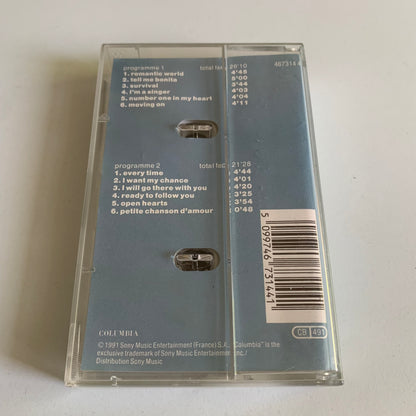 programme 1 total fac : 26'10 467314 4
1. romantic world 4'45
2. tell me bonita 5'00
3. survival 3'44
4. I'm a singer 4'03
5. number one in my heart 4'04
6. moving on 4'11
programme 2 total fac : 21'25
1. every time 4'44
2. I want my chance 4'01
3. I will go there with you 4'20
4. ready to follow you 3'25
5. open hearts 3'54
6. petite chanson d'amour 0'48
5 099746 731441
COLUMBIA
CB 491
© 1991 Sony Music Entertainment (France) S.A. "Columbia" is the
exclusive trademark of Sony Music Entertainment Inc./
Distribution Sony Music